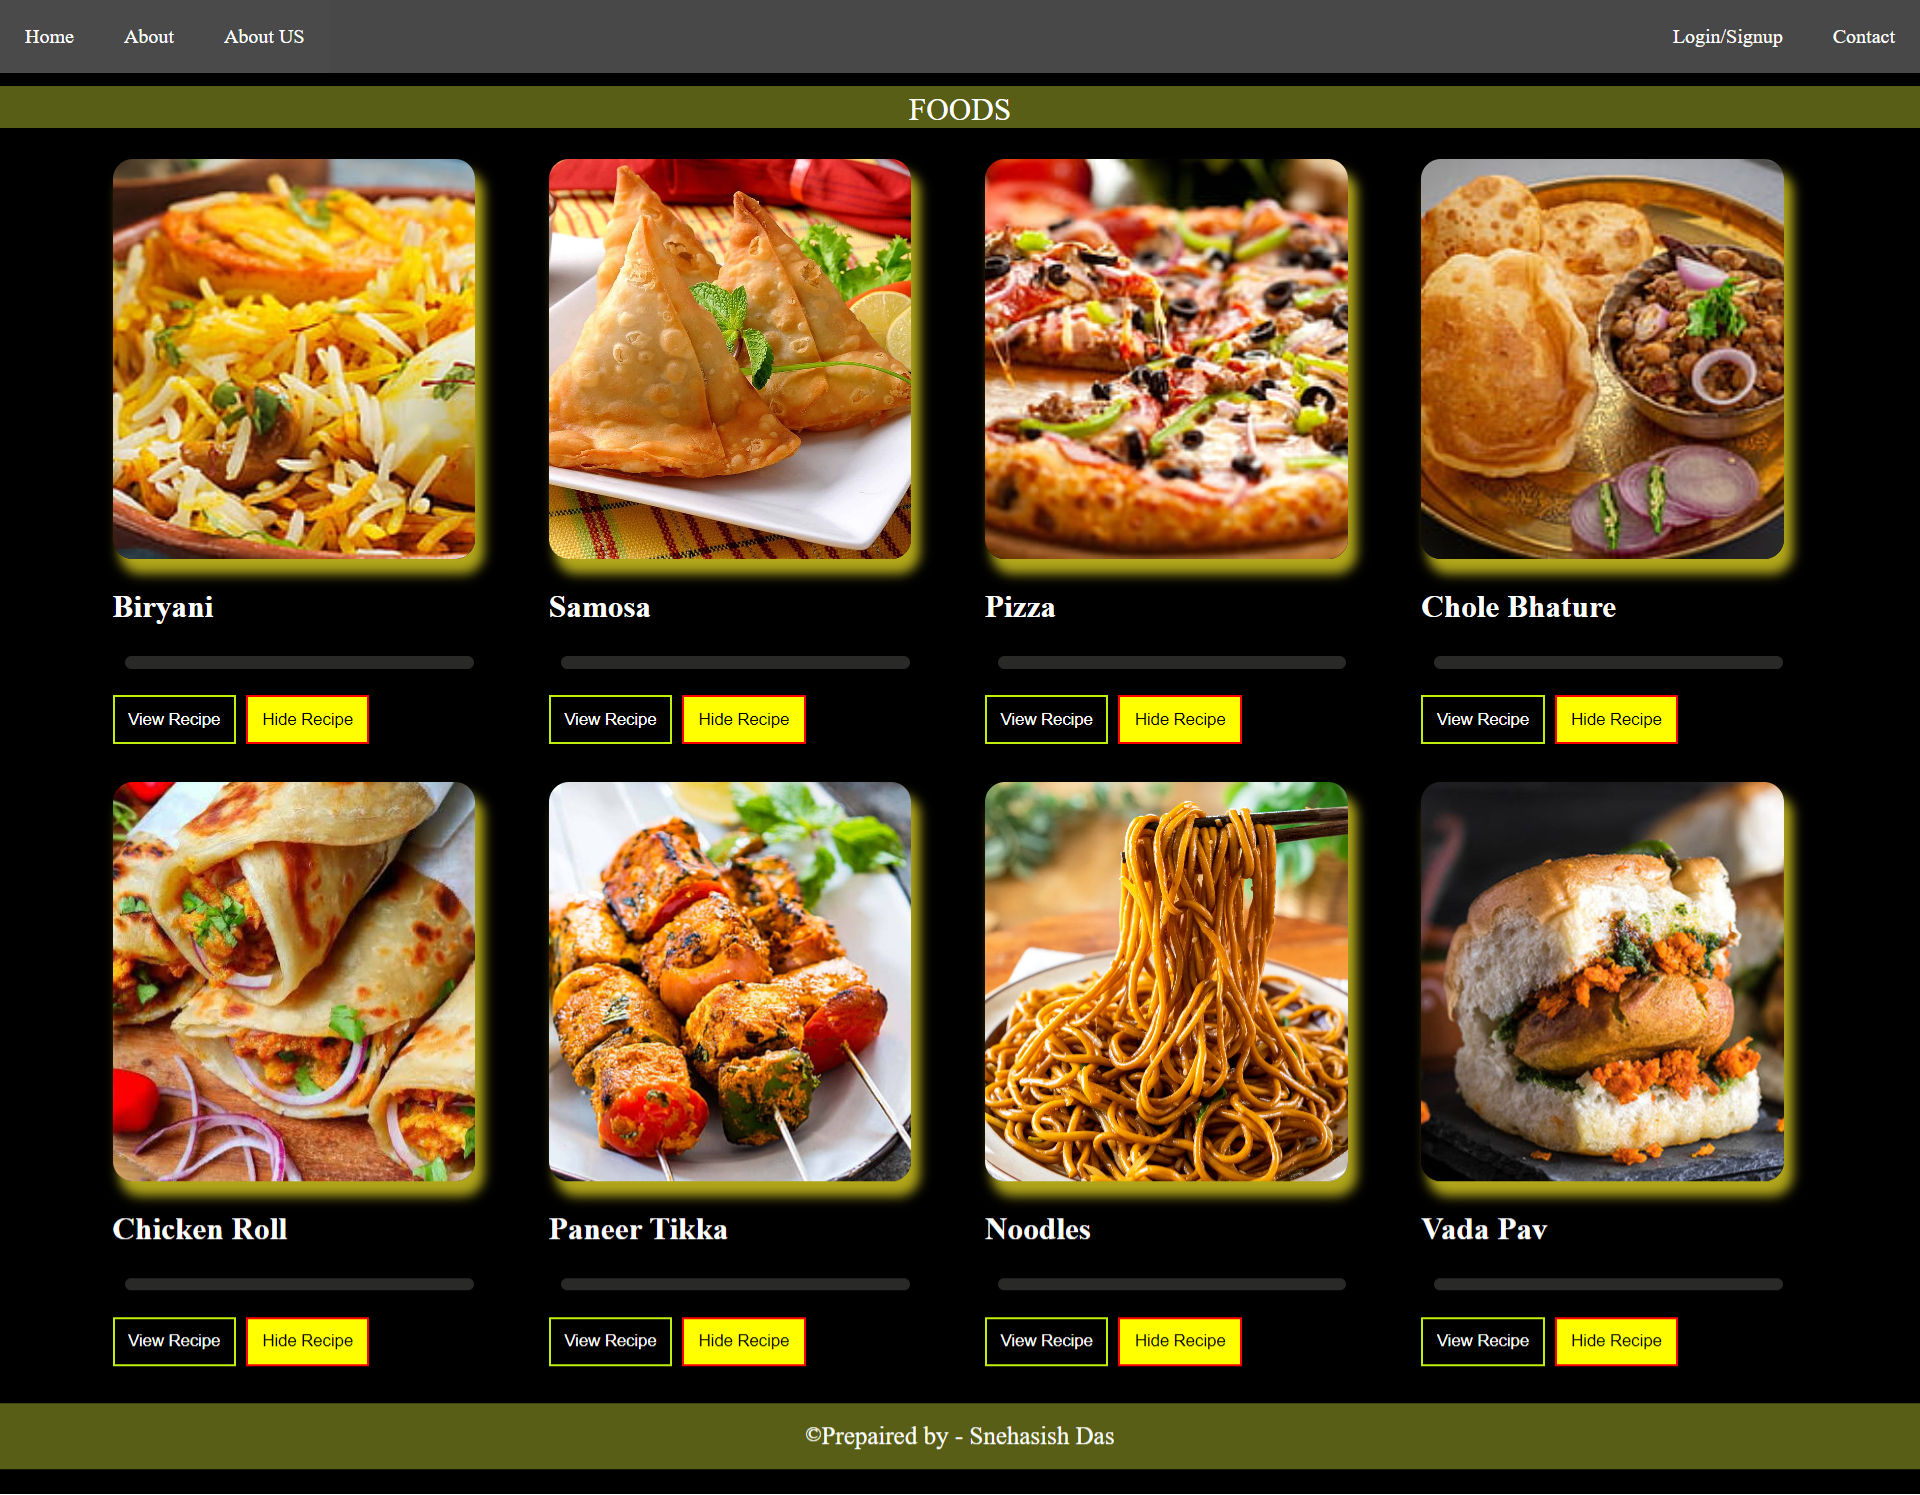 Home About About US Login/Signup Contact
FOODS
Biryani Samosa Pizza Chole Bhature
View Recipe Hide Recipe View Recipe Hide Recipe View Recipe Hide Recipe View Recipe Hide Recipe
Chicken Roll Paneer Tikka Noodles Vada Pav
View Recipe Hide Recipe View Recipe Hide Recipe View Recipe Hide Recipe View Recipe Hide Recipe
©Prepaired by - Snehasish Das